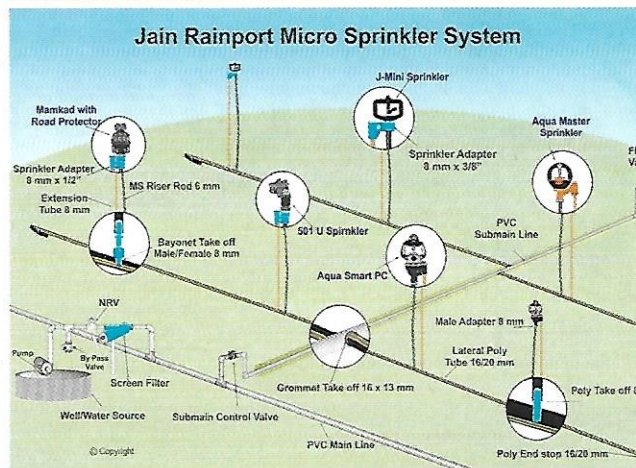 Jain Rainport Micro Sprinkler System
J-Mini Sprinkler
Mamkad with
Road Protector
Aqua Master
Sprinkler
Sprinkler Adapter
8 mm x 1/2"
MS Riser Rod 6 mm
Sprinkler Adapter
8 mm x 3/8"
Extension
Tube 8 mm
501 U Spirnkler
PVC
Submain Line
Bayonet Take off
Male/Female 8 mm
Aqua Smart PC
NRV
Male Adapter 8 mm
Pump
By Pass
Valve
Screen Filter
Lateral Poly
Tube 16/20 mm
Grommet Take off 16 x 13 mm
Poly Take off
Well/Water Source
Submain Control Valve
PVC Main Line
Poly End stop 16/20 mm
© Copyright